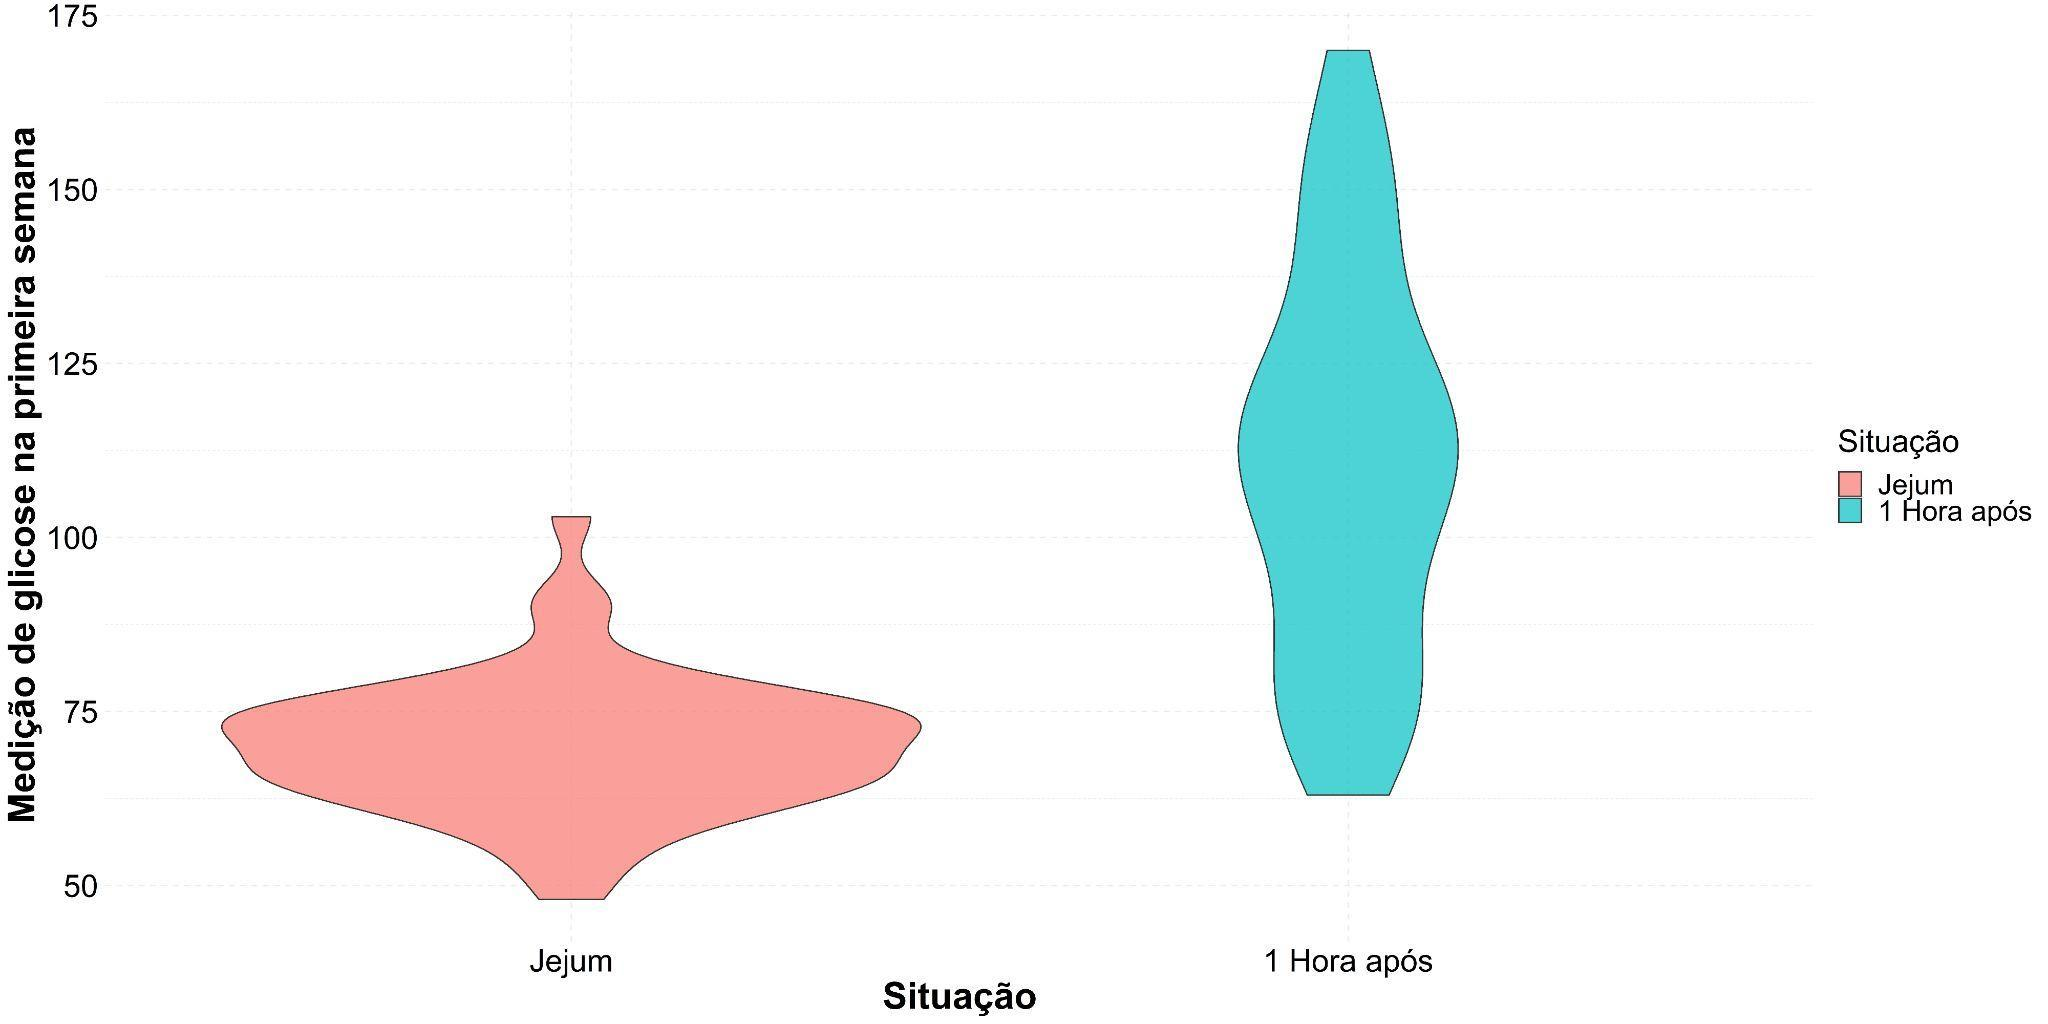 Medição de glicose na primeira semana
175
150
125
100
75
50
Jejum
1 Hora após
Situação
Situação
Jejum
1 Hora após